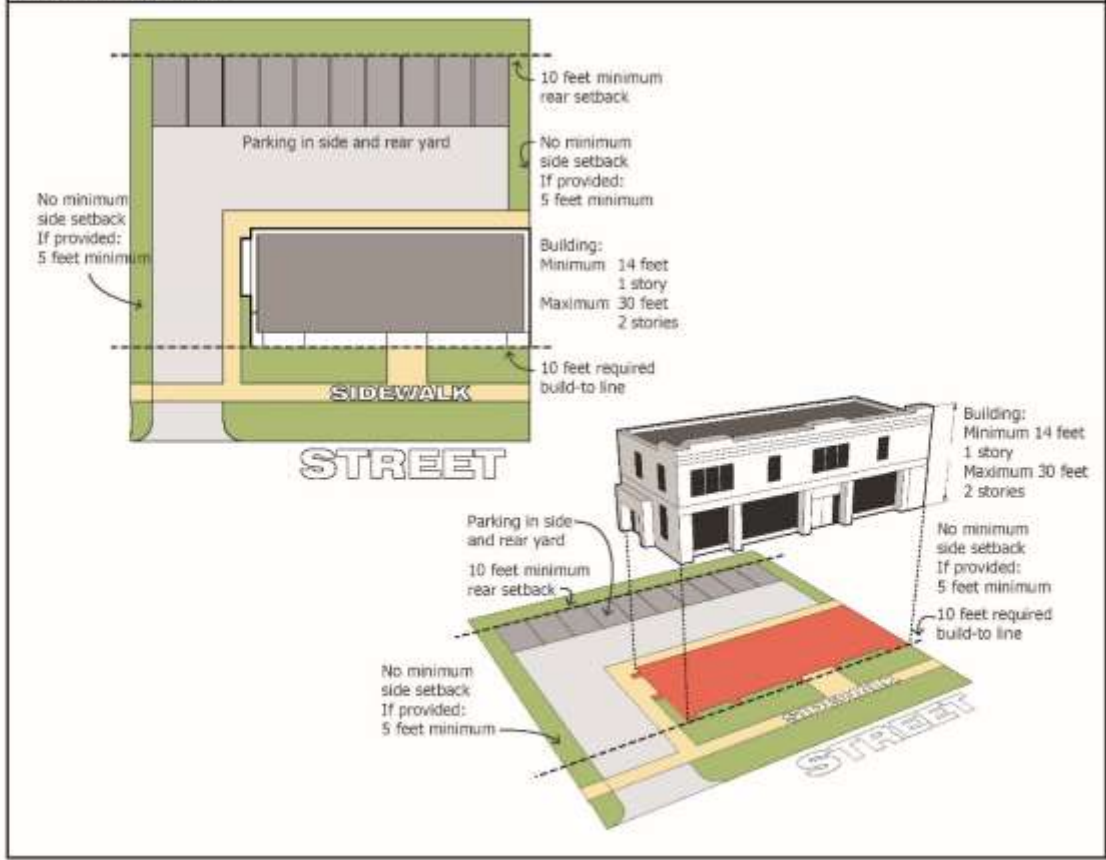 10 feet minimum
rear setback
Parking in side and rear yard
No minimum
side setback
If provided:
5 feet minimum
No minimum
side setback
If provided:
5 feet minimum
Building:
Minimum 14 feet
1 story
Maximum 30 feet
2 stories
10 feet required
build-to line
SIDEWALK
STREET
Building:
Minimum 14 feet
1 story
Maximum 30 feet
2 stories
Parking in side
and rear yard
10 feet minimum
rear setback
No minimum
side setback
If provided:
5 feet minimum
10 feet required
build-to line
No minimum
side setback
If provided:
5 feet minimum
SIDEWALK
STREET